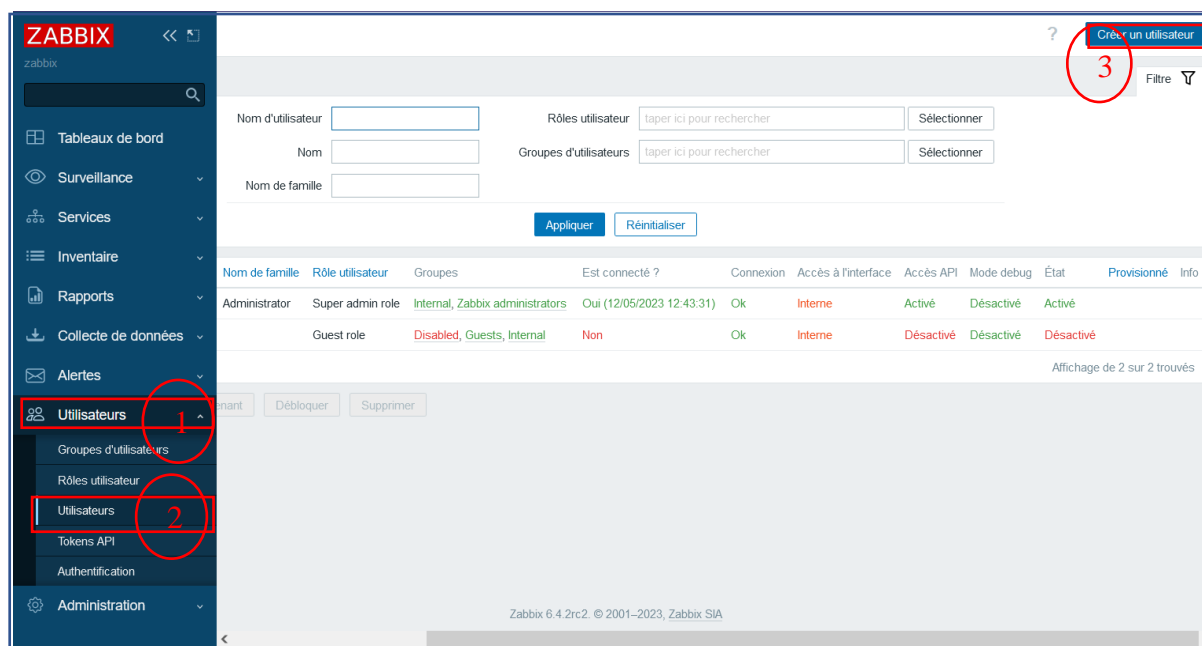 ZABBIX
zabbix
Tableaux de bord
Surveillance
Services
Inventaire
Rapports
Collecte de données
Alertes
Utilisateurs
1
Groupes d'utilisateurs
Rôles utilisateur
Utilisateurs
2
Tokens API
Authentification
Administration
? Créer un utilisateur
3
Filtre
Nom d'utilisateur Rôles utilisateur taper ici pour rechercher Sélectionner
Nom Groupes d'utilisateurs taper ici pour rechercher Sélectionner
Nom de famille
Appliquer Réinitialiser
Nom de famille Rôle utilisateur Groupes Est connecté ? Connexion Accès à l'interface Accès API Mode debug État Provisionné Info
Administrator Super admin role Internal, Zabbix administrators Oui (12/05/2023 12:43:31) Ok Interne Activé Désactivé Activé
Guest role Disabled, Guests, Internal Non Ok Interne Désactivé Désactivé Désactivé
Affichage de 2 sur 2 trouvés
enant Débloquer Supprimer
Zabbix 6.4.2rc2. © 2001–2023, Zabbix SIA